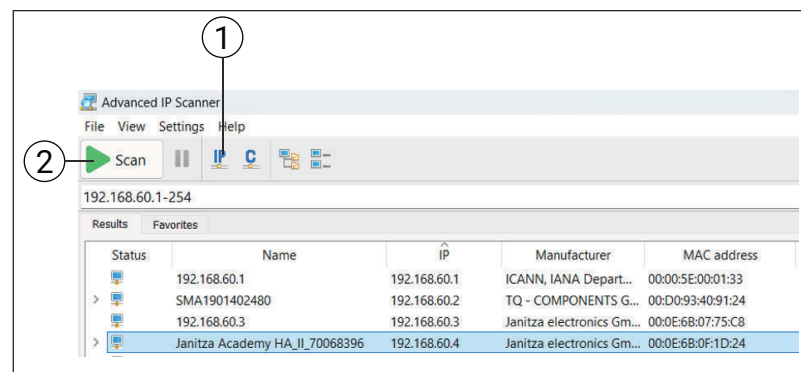 1
Advanced IP Scanner
File View Settings Help
2
Scan IP C
192.168.60.1-254
Results Favorites
Status Name IP Manufacturer MAC address
192.168.60.1 192.168.60.1 ICANN, IANA Depart... 00:00:5E:00:01:33
> SMA1901402480 192.168.60.2 TQ - COMPONENTS G... 00:D0:93:40:91:24
192.168.60.3 192.168.60.3 Janitza electronics Gm... 00:0E:6B:07:75:C8
> Janitza Academy HA_II_70068396 192.168.60.4 Janitza electronics Gm... 00:0E:6B:0F:1D:24